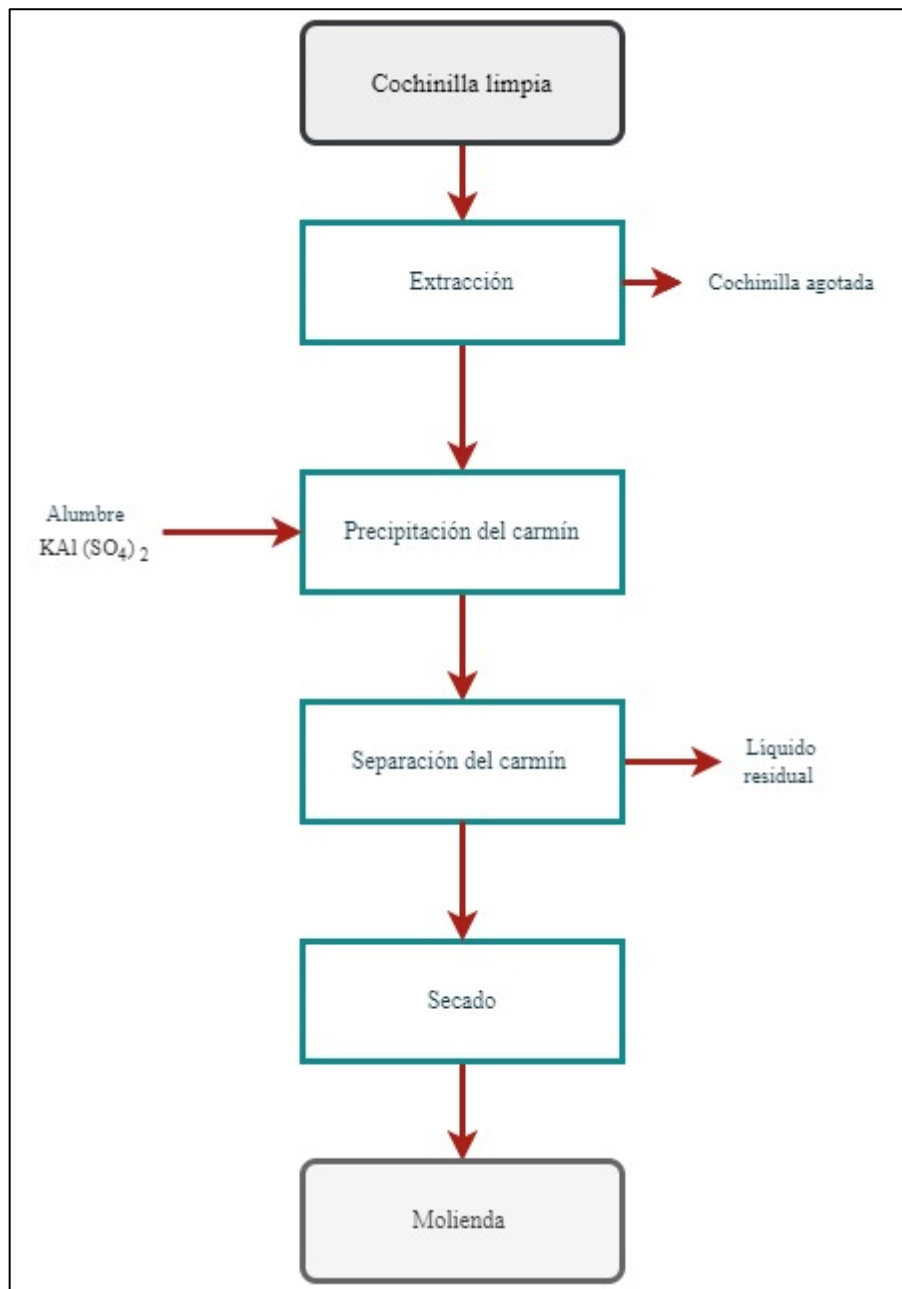 Cochinilla limpia
Extracción
Cochinilla agotada
Alumbre
KAl (SO₄) ₂
Precipitación del carmín
Separación del carmín
Líquido
residual
Secado
Molienda